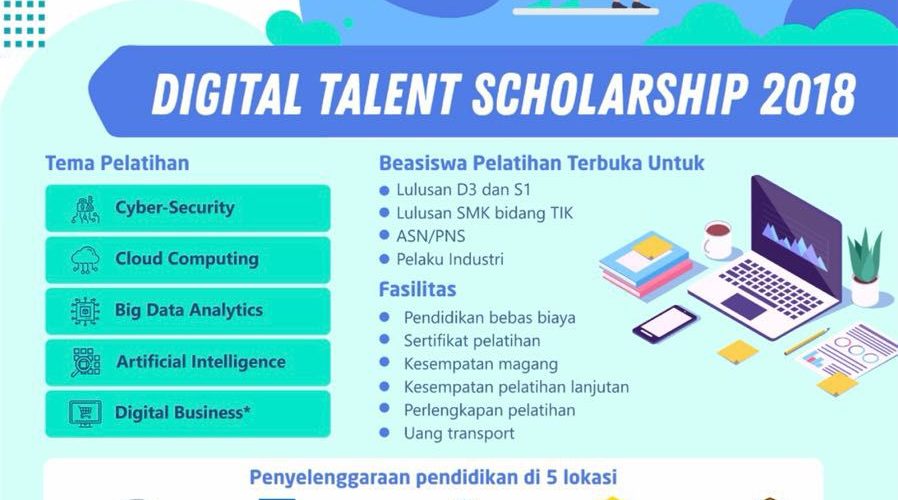 DIGITAL TALENT SCHOLARSHIP 2018
Tema Pelatihan
Cyber-Security
Cloud Computing
Big Data Analytics
Artificial Intelligence
Digital Business*
Beasiswa Pelatihan Terbuka Untuk
Lulusan D3 dan S1
Lulusan SMK bidang TIK
ASN/PNS
Pelaku Industri
Fasilitas
Pendidikan bebas biaya
Sertifikat pelatihan
Kesempatan magang
Kesempatan pelatihan lanjutan
Perlengkapan pelatihan
Uang transport
Penyelenggaraan pendidikan di 5 lokasi